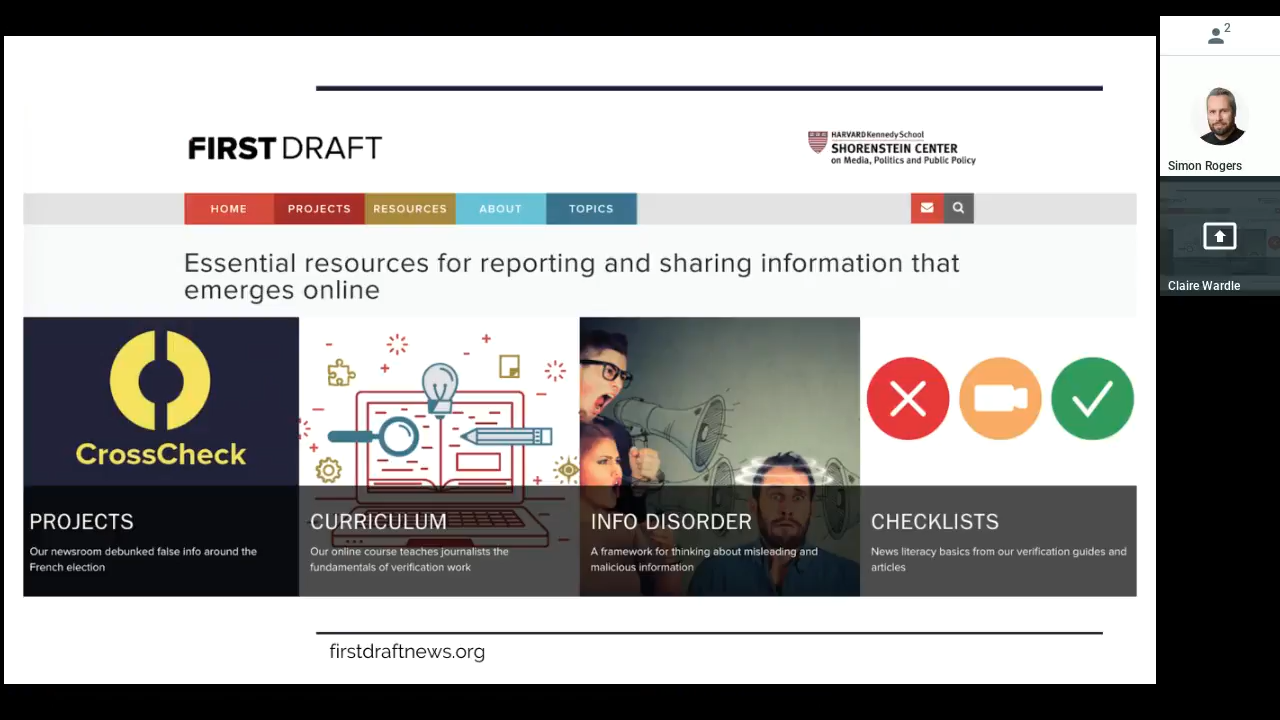 2
FIRST DRAFT
HARVARD Kennedy School
SHORENSTEIN CENTER
on Media, Politics and Public Policy
HOME PROJECTS RESOURCES ABOUT TOPICS
Essential resources for reporting and sharing information that
emerges online
CrossCheck
PROJECTS
Our newsroom debunked false info around the
French election
CURRICULUM
Our online course teaches journalists the
fundamentals of verification work
INFO DISORDER
A framework for thinking about misleading and
malicious information
CHECKLISTS
News literacy basics from our verification guides and
articles
firstdraftnews.org
Simon Rogers
Claire Wardle